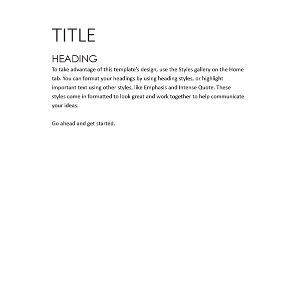 TITLE
HEADING
To take advantage of this template's design, use the Styles gallery on the Home
tab. You can format your headings by using heading styles, or highlight
important text using other styles, like Emphasis and Intense Quote. These
styles come in formatted to look great and work together to help communicate
your ideas.
Go ahead and get started.